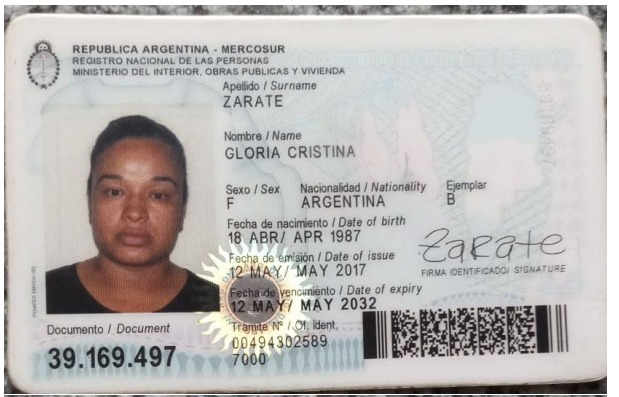 REPUBLICA ARGENTINA - MERCOSUR
REGISTRO NACIONAL DE LAS PERSONAS
MINISTERIO DEL INTERIOR, OBRAS PUBLICAS Y VIVIENDA
Apellido / Surname
ZARATE
Nombre / Name
GLORIA CRISTINA
Sexo / Sex Nacionalidad / Nationality Ejemplar
F ARGENTINA B
Fecha de nacimiento / Date of birth
18 ABR/ APR 1987
Fecha de emisión / Date of issue
12 MAY/ MAY 2017
Zarate
FIRMA IDENTIFICADO/ SIGNATURE
Fecha de vencimiento / Date of expiry
12 MAY/ MAY 2032
Documento / Document
39.169.497
Trámite Nº / Of. ident.
00494302589
7000